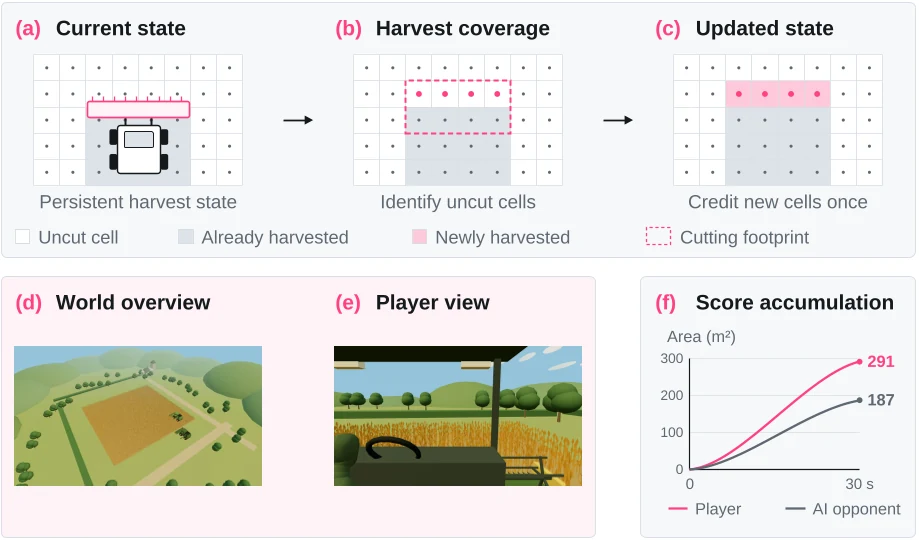 (a) Current state
(b) Harvest coverage
(c) Updated state
Persistent harvest state
Identify uncut cells
Credit new cells once
Uncut cell
Already harvested
Newly harvested
Cutting footprint
(d) World overview
(e) Player view
(f) Score accumulation
Area (m²)
300
200
100
0
291
187
0
30 s
Player
AI opponent